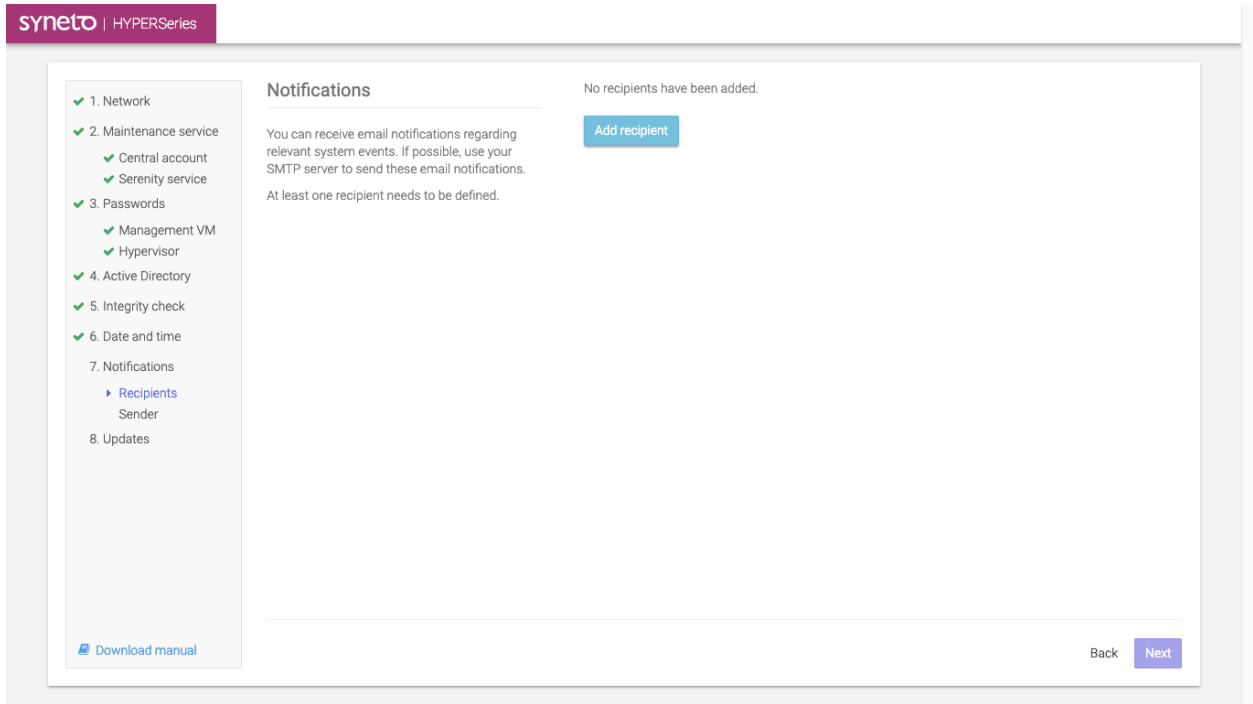 syneto | HYPERSeries
1. Network
2. Maintenance service
Central account
Serenity service
3. Passwords
Management VM
Hypervisor
4. Active Directory
5. Integrity check
6. Date and time
7. Notifications
Recipients
Sender
8. Updates
Download manual
Notifications
You can receive email notifications regarding
relevant system events. If possible, use your
SMTP server to send these email notifications.
At least one recipient needs to be defined.
No recipients have been added.
Add recipient
Back
Next